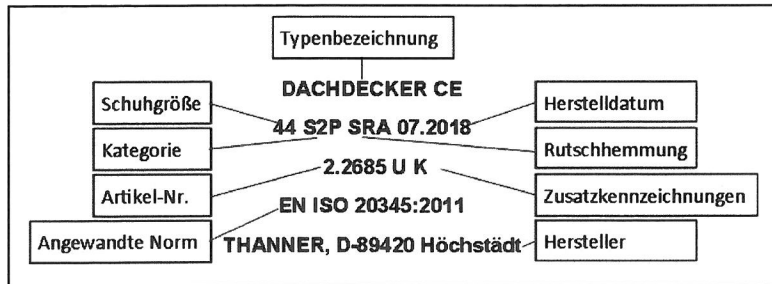 Typenbezeichnung
DACHDECKER CE
Schuhgröße
Herstelldatum
44 S2P SRA 07.2018
Kategorie
Rutschhemmung
2.2685 U K
Artikel-Nr.
Zusatzkennzeichnungen
EN ISO 20345:2011
Angewandte Norm
THANNER, D-89420 Höchstädt
Hersteller